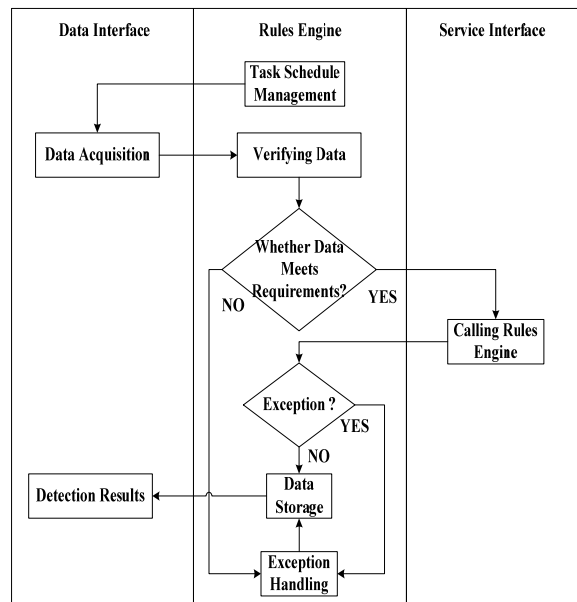 Data Interface
Rules Engine
Service Interface
Task Schedule
Management
Data Acquisition
Verifying Data
Whether Data
Meets
Requirements?
NO
YES
Calling Rules
Engine
Exception ?
YES
NO
Detection Results
Data
Storage
Exception
Handling